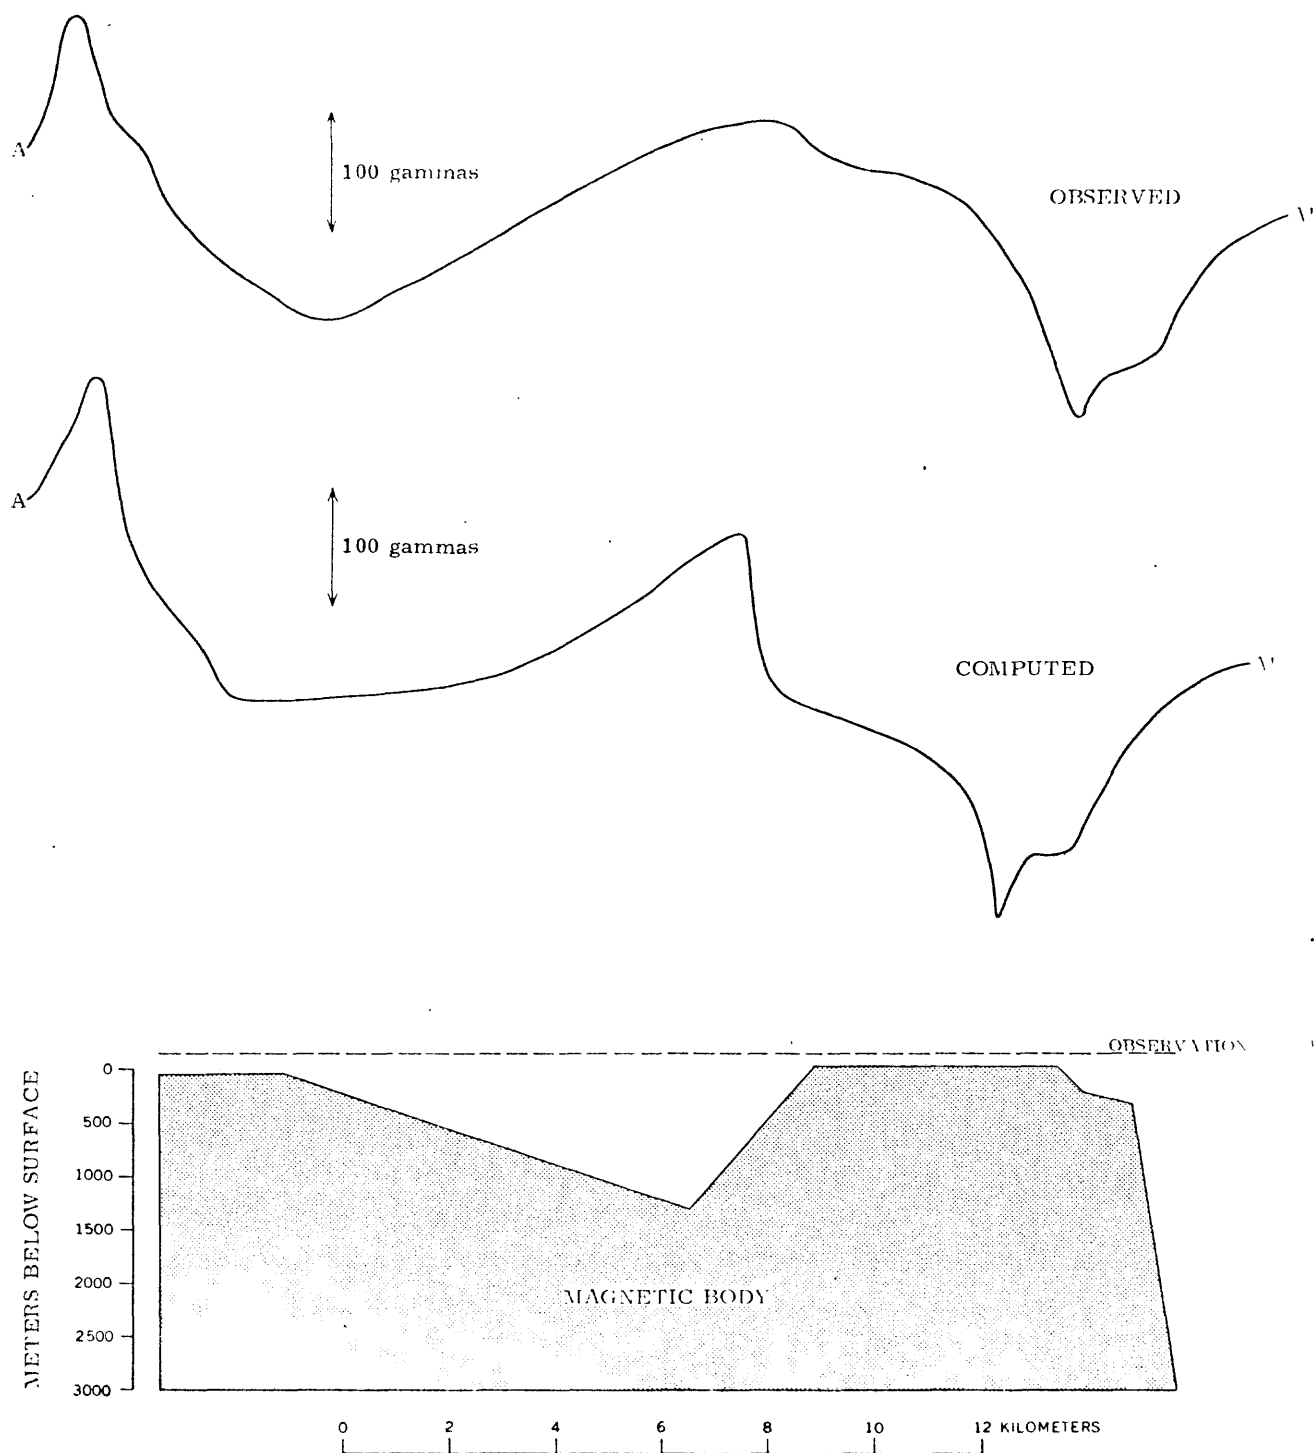 A
100 gammas
OBSERVED
A'
A
100 gammas
COMPUTED
A'
OBSERVATION
METERS BELOW SURFACE
0
500
1000
1500
2000
2500
3000
MAGNETIC BODY
0 2 4 6 8 10 12 KILOMETERS